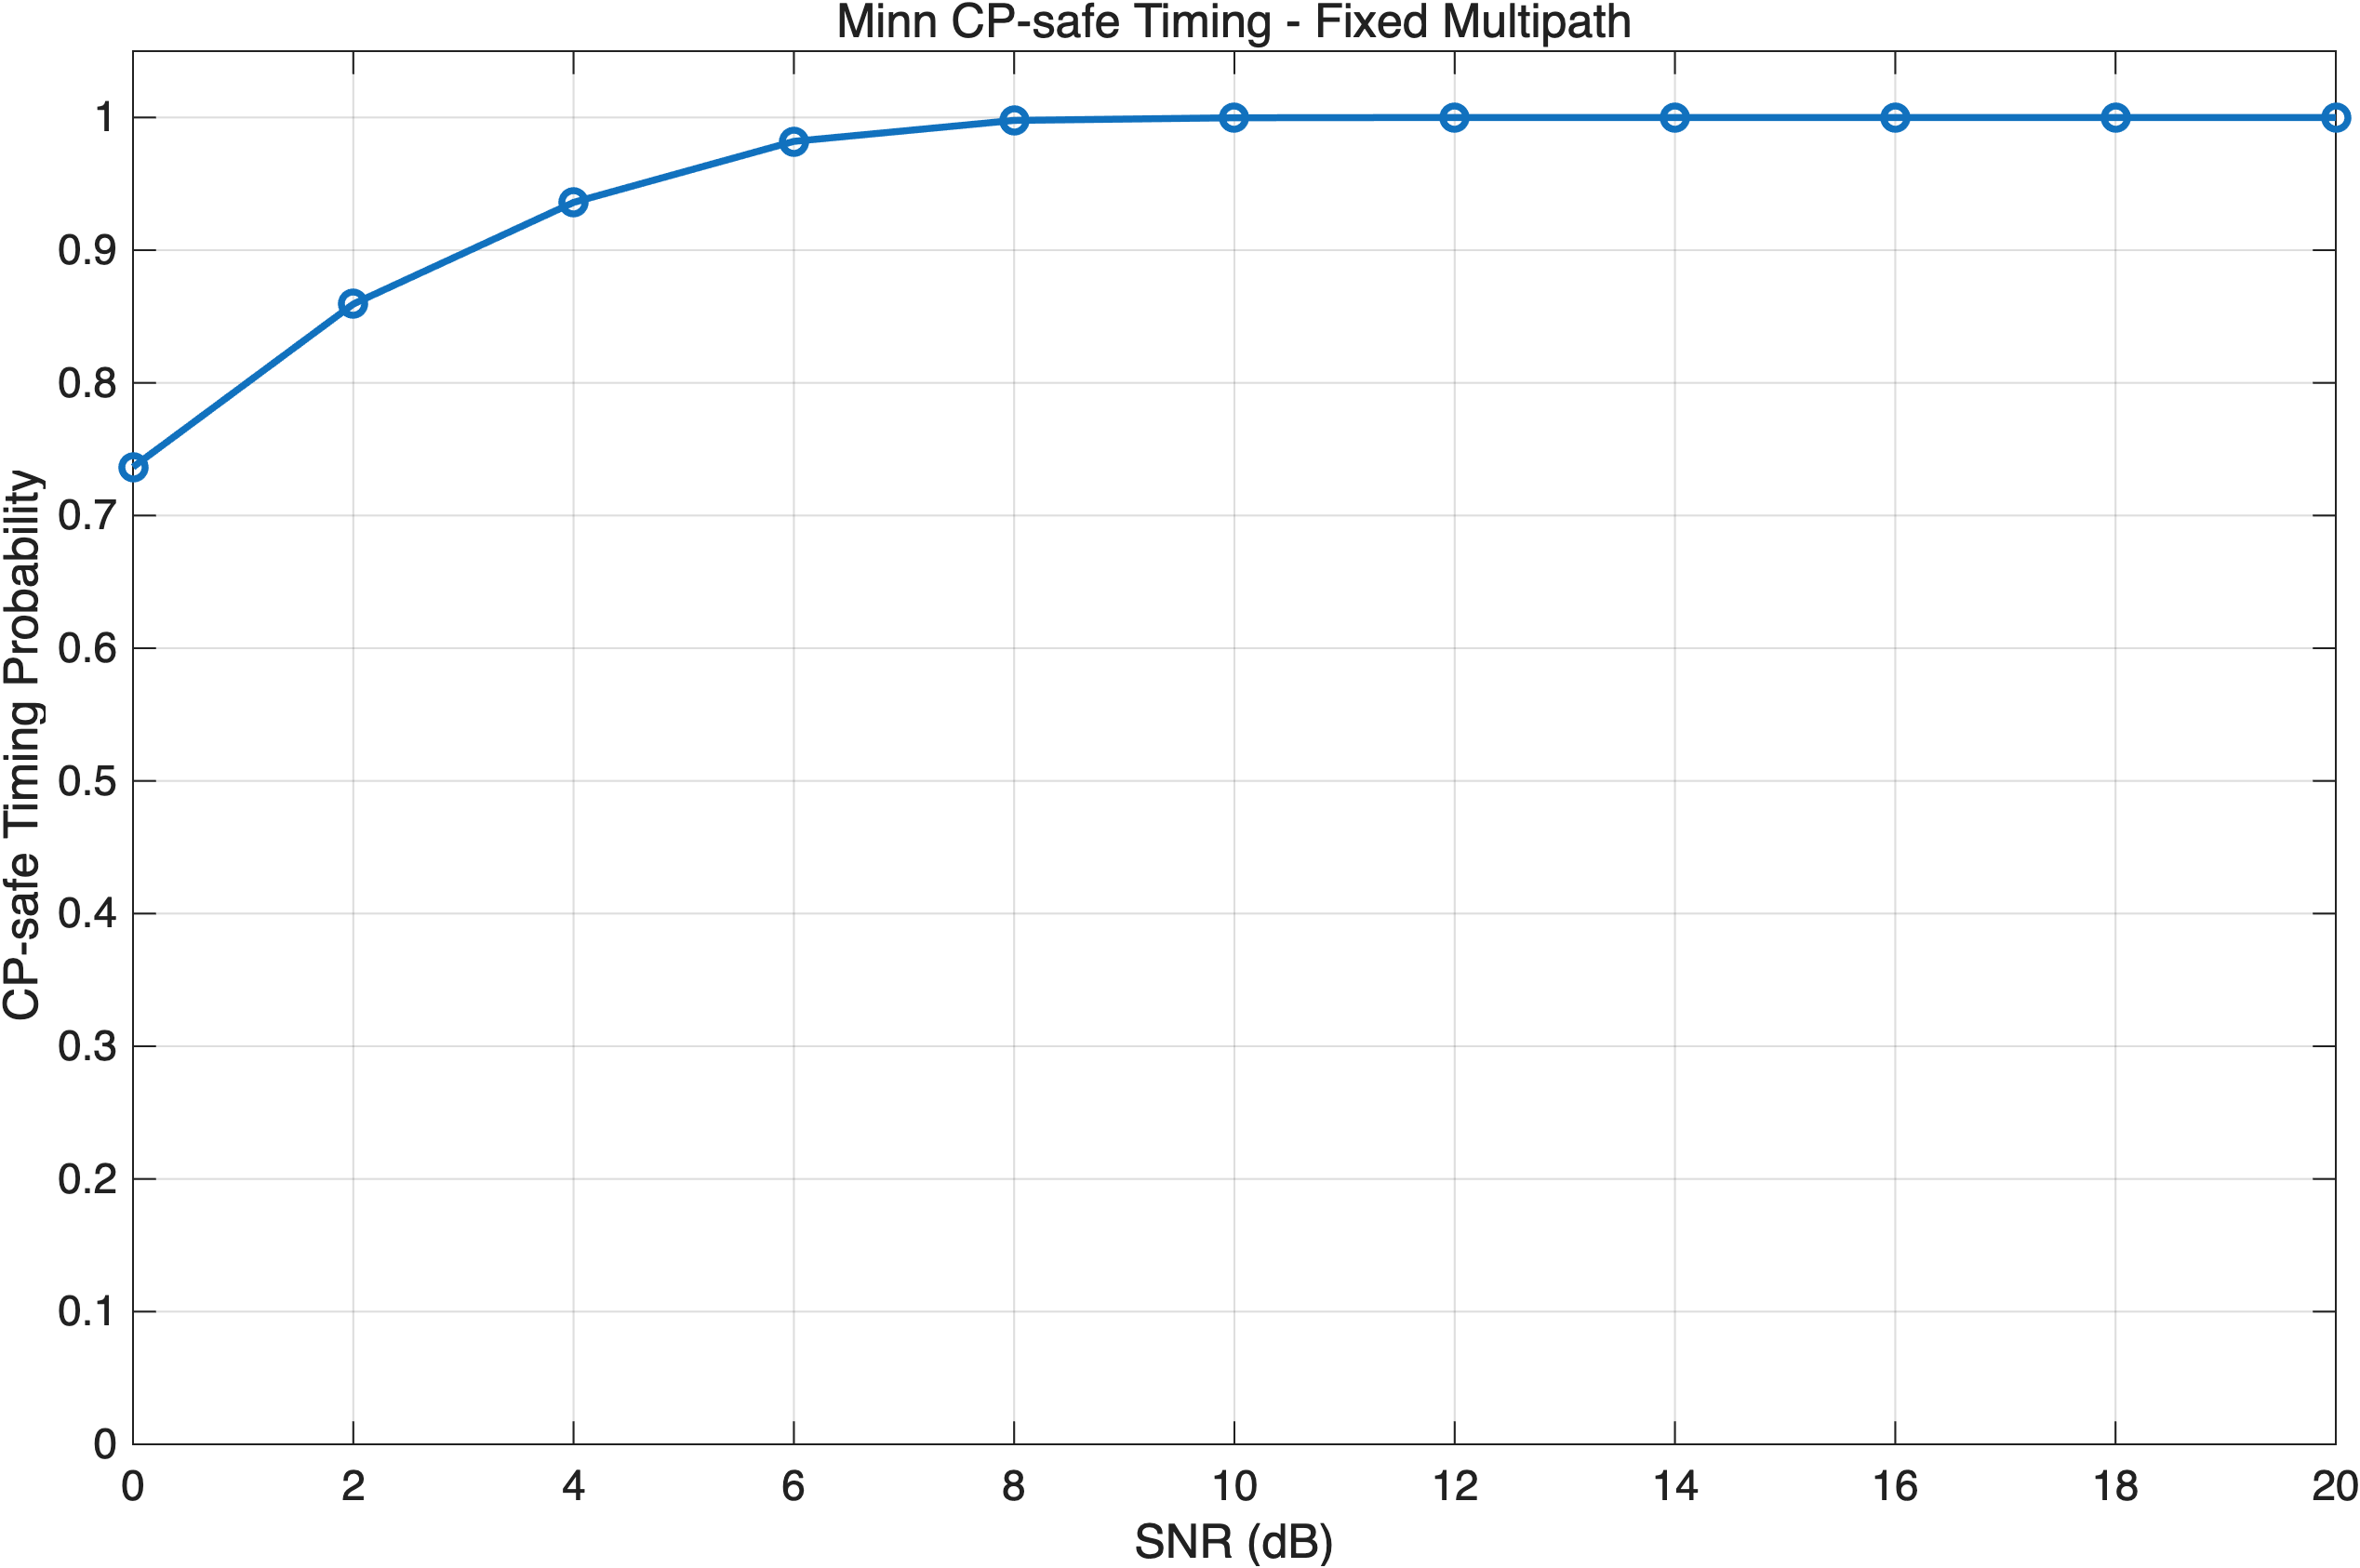 Minn CP-safe Timing - Fixed Multipath
CP-safe Timing Probability
1
0.9
0.8
0.7
0.6
0.5
0.4
0.3
0.2
0.1
0
0 2 4 6 8 10 12 14 16 18 20
SNR (dB)